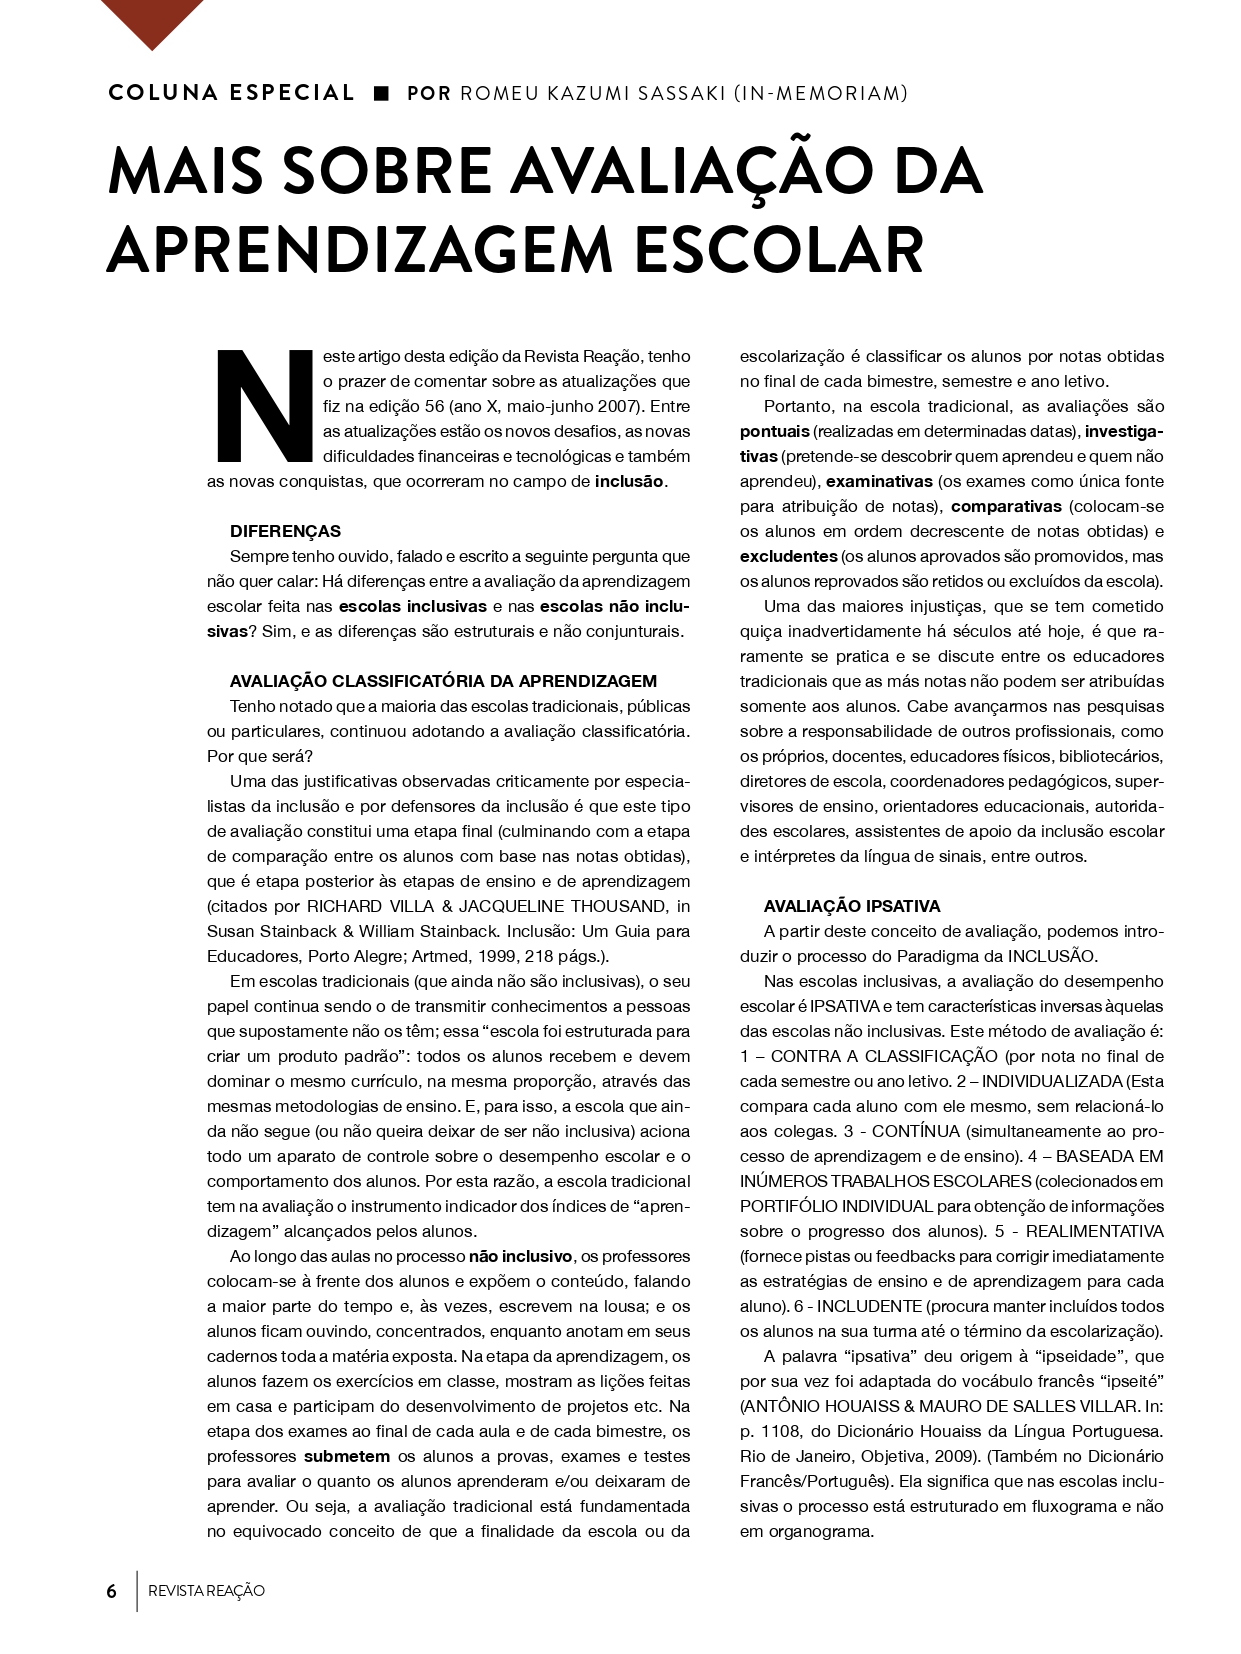 COLUNA ESPECIAL ■ POR ROMEU KAZUMI SASSAKI (IN-MEMORIAM)
MAIS SOBRE AVALIAÇÃO DA
APRENDIZAGEM ESCOLAR
Neste artigo desta edição da Revista Reação, tenho
o prazer de comentar sobre as atualizações que
fiz na edição 56 (ano X, maio-junho 2007). Entre
as atualizações estão os novos desafios, as novas
dificuldades financeiras e tecnológicas e também
as novas conquistas, que ocorreram no campo de inclusão.
DIFERENÇAS
Sempre tenho ouvido, falado e escrito a seguinte pergunta que
não quer calar: Há diferenças entre a avaliação da aprendizagem
escolar feita nas escolas inclusivas e nas escolas não inclu-
sivas? Sim, e as diferenças são estruturais e não conjunturais.
AVALIAÇÃO CLASSIFICATÓRIA DA APRENDIZAGEM
Tenho notado que a maioria das escolas tradicionais, públicas
ou particulares, continuou adotando a avaliação classificatória.
Por que será?
Uma das justificativas observadas criticamente por especia-
listas da inclusão e por defensores da inclusão é que este tipo
de avaliação constitui uma etapa final (culminando com a etapa
de comparação entre os alunos com base nas notas obtidas),
que é etapa posterior às etapas de ensino e de aprendizagem
(citados por RICHARD VILLA & JACQUELINE THOUSAND, in
Susan Stainback & William Stainback. Inclusão: Um Guia para
Educadores, Porto Alegre; Artmed, 1999, 218 págs.).
Em escolas tradicionais (que ainda não são inclusivas), o seu
papel continua sendo o de transmitir conhecimentos a pessoas
que supostamente não os têm; essa “escola foi estruturada para
criar um produto padrão”: todos os alunos recebem e devem
dominar o mesmo currículo, na mesma proporção, através das
mesmas metodologias de ensino. E, para isso, a escola que ain-
da não segue (ou não queira deixar de ser não inclusiva) aciona
todo um aparato de controle sobre o desempenho escolar e o
comportamento dos alunos. Por esta razão, a escola tradicional
tem na avaliação o instrumento indicador dos índices de “apren-
dizagem” alcançados pelos alunos.
Ao longo das aulas no processo não inclusivo, os professores
colocam-se à frente dos alunos e expõem o conteúdo, falando
a maior parte do tempo e, às vezes, escrevem na lousa; e os
alunos ficam ouvindo, concentrados, enquanto anotam em seus
cadernos toda a matéria exposta. Na etapa da aprendizagem, os
alunos fazem os exercícios em classe, mostram as lições feitas
em casa e participam do desenvolvimento de projetos etc. Na
etapa dos exames ao final de cada aula e de cada bimestre, os
professores submetem os alunos a provas, exames e testes
para avaliar o quanto os alunos aprenderam e/ou deixaram de
aprender. Ou seja, a avaliação tradicional está fundamentada
no equivocado conceito de que a finalidade da escola ou da
escolarização é classificar os alunos por notas obtidas
no final de cada bimestre, semestre e ano letivo.
Portanto, na escola tradicional, as avaliações são
pontuais (realizadas em determinadas datas), investiga-
tivas (pretende-se descobrir quem aprendeu e quem não
aprendeu), examinativas (os exames como única fonte
para atribuição de notas), comparativas (colocam-se
os alunos em ordem decrescente de notas obtidas) e
excludentes (os alunos aprovados são promovidos, mas
os alunos reprovados são retidos ou excluídos da escola).
Uma das maiores injustiças, que se tem cometido
quiça inadvertidamente há séculos até hoje, é que ra-
ramente se pratica e se discute entre os educadores
tradicionais que as más notas não podem ser atribuídas
somente aos alunos. Cabe avançarmos nas pesquisas
sobre a responsabilidade de outros profissionais, como
os próprios, docentes, educadores físicos, bibliotecários,
diretores de escola, coordenadores pedagógicos, super-
visores de ensino, orientadores educacionais, autorida-
des escolares, assistentes de apoio da inclusão escolar
e intérpretes da língua de sinais, entre outros.
AVALIAÇÃO IPSATIVA
A partir deste conceito de avaliação, podemos intro-
duzir o processo do Paradigma da INCLUSÃO.
Nas escolas inclusivas, a avaliação do desempenho
escolar é IPSATIVA e tem características inversas àquelas
das escolas não inclusivas. Este método de avaliação é:
1 – CONTRA A CLASSIFICAÇÃO (por nota no final de
cada semestre ou ano letivo. 2 – INDIVIDUALIZADA (Esta
compara cada aluno com ele mesmo, sem relacioná-lo
aos colegas. 3 - CONTÍNUA (simultaneamente ao pro-
cesso de aprendizagem e de ensino). 4 – BASEADA EM
INÚMEROS TRABALHOS ESCOLARES (colecionados em
PORTIFÓLIO INDIVIDUAL para obtenção de informações
sobre o progresso dos alunos). 5 - REALIMENTATIVA
(fornece pistas ou feedbacks para corrigir imediatamente
as estratégias de ensino e de aprendizagem para cada
aluno). 6 - INCLUDENTE (procura manter incluídos todos
os alunos na sua turma até o término da escolarização).
A palavra “ipsativa” deu origem à “ipseidade”, que
por sua vez foi adaptada do vocábulo francês “ipseité”
(ANTÔNIO HOUAISS & MAURO DE SALLES VILLAR. In:
p. 1108, do Dicionário Houaiss da Língua Portuguesa.
Rio de Janeiro, Objetiva, 2009). (Também no Dicionário
Francês/Português). Ela significa que nas escolas inclu-
sivas o processo está estruturado em fluxograma e não
em organograma.
6 REVISTA REAÇÃO